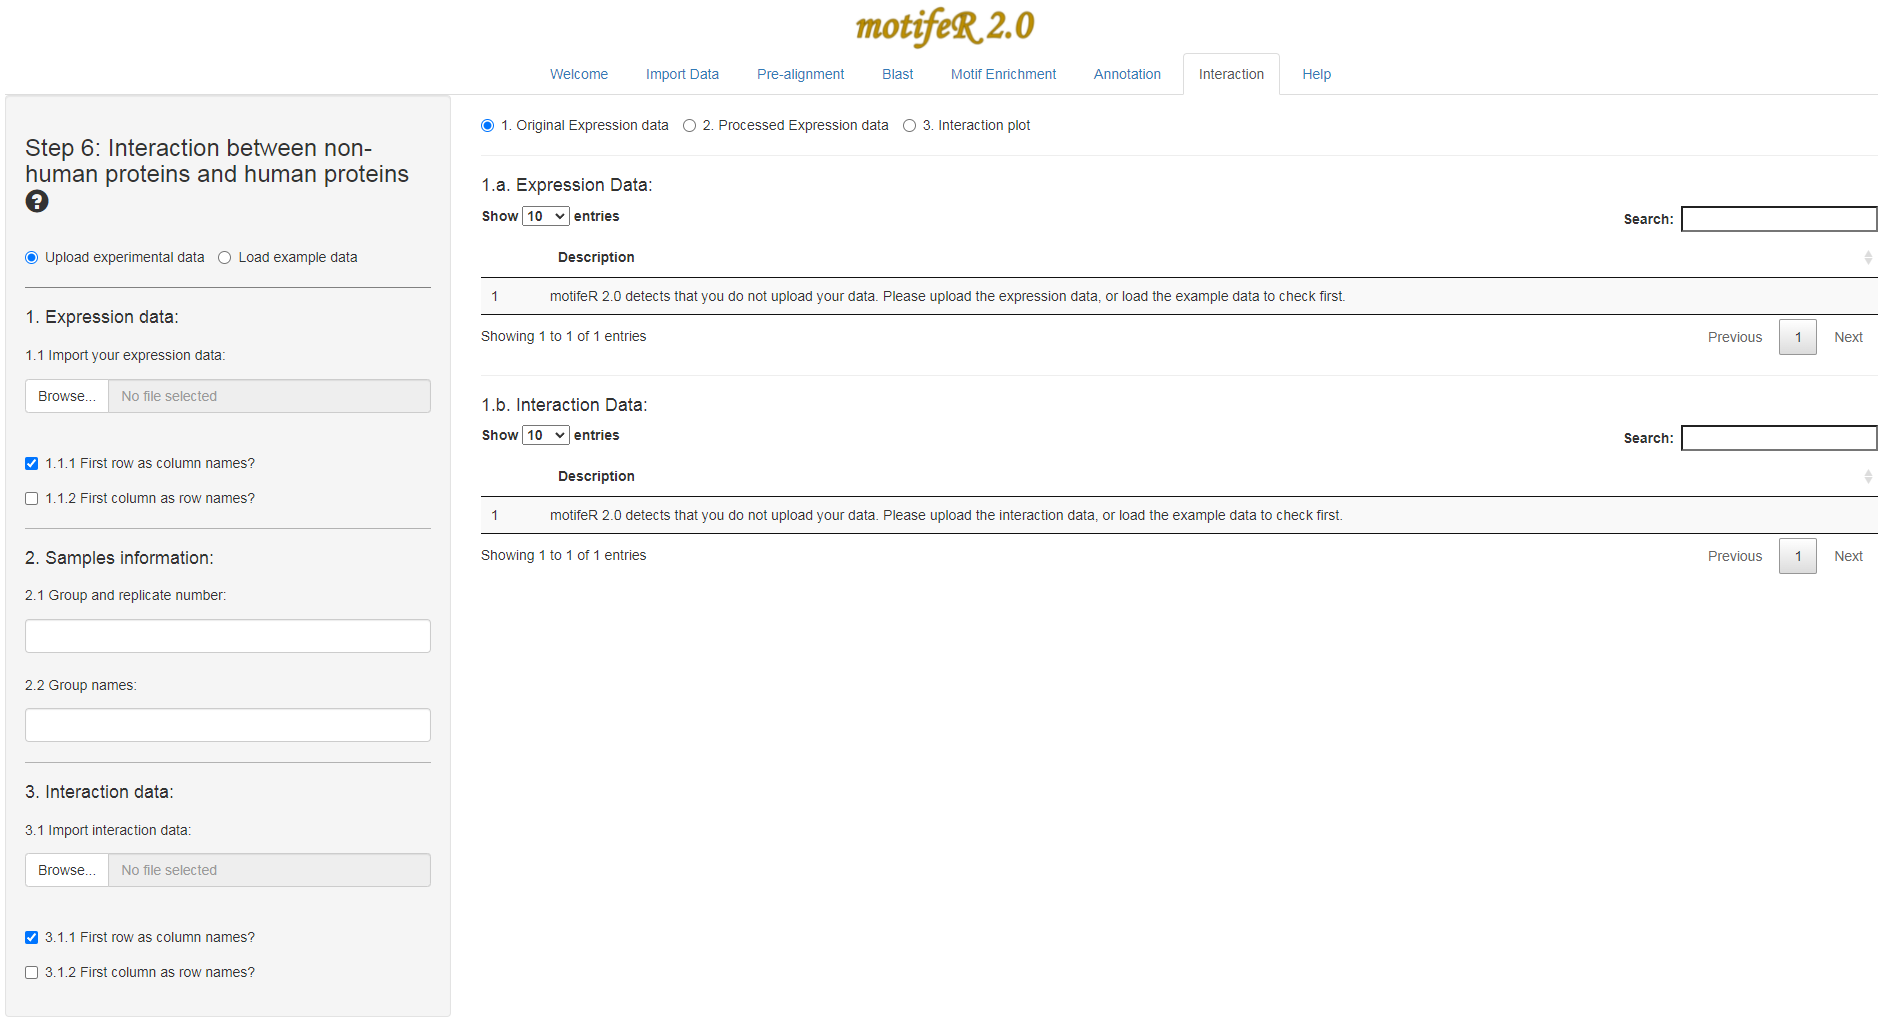 motifeR 2.0
Welcome Import Data Pre-alignment Blast Motif Enrichment Annotation Interaction Help
Step 6: Interaction between non-
human proteins and human proteins
?
Upload experimental data Load example data
1. Expression data:
1.1 Import your expression data:
Browse... No file selected
1.1.1 First row as column names?
1.1.2 First column as row names?
2. Samples information:
2.1 Group and replicate number:
2.2 Group names:
3. Interaction data:
3.1 Import interaction data:
Browse... No file selected
3.1.1 First row as column names?
3.1.2 First column as row names?
1. Original Expression data 2. Processed Expression data 3. Interaction plot
1.a. Expression Data:
Show 10 entries Search:
Description
1 motifeR 2.0 detects that you do not upload your data. Please upload the expression data, or load the example data to check first.
Showing 1 to 1 of 1 entries Previous 1 Next
1.b. Interaction Data:
Show 10 entries Search:
Description
1 motifeR 2.0 detects that you do not upload your data. Please upload the interaction data, or load the example data to check first.
Showing 1 to 1 of 1 entries Previous 1 Next